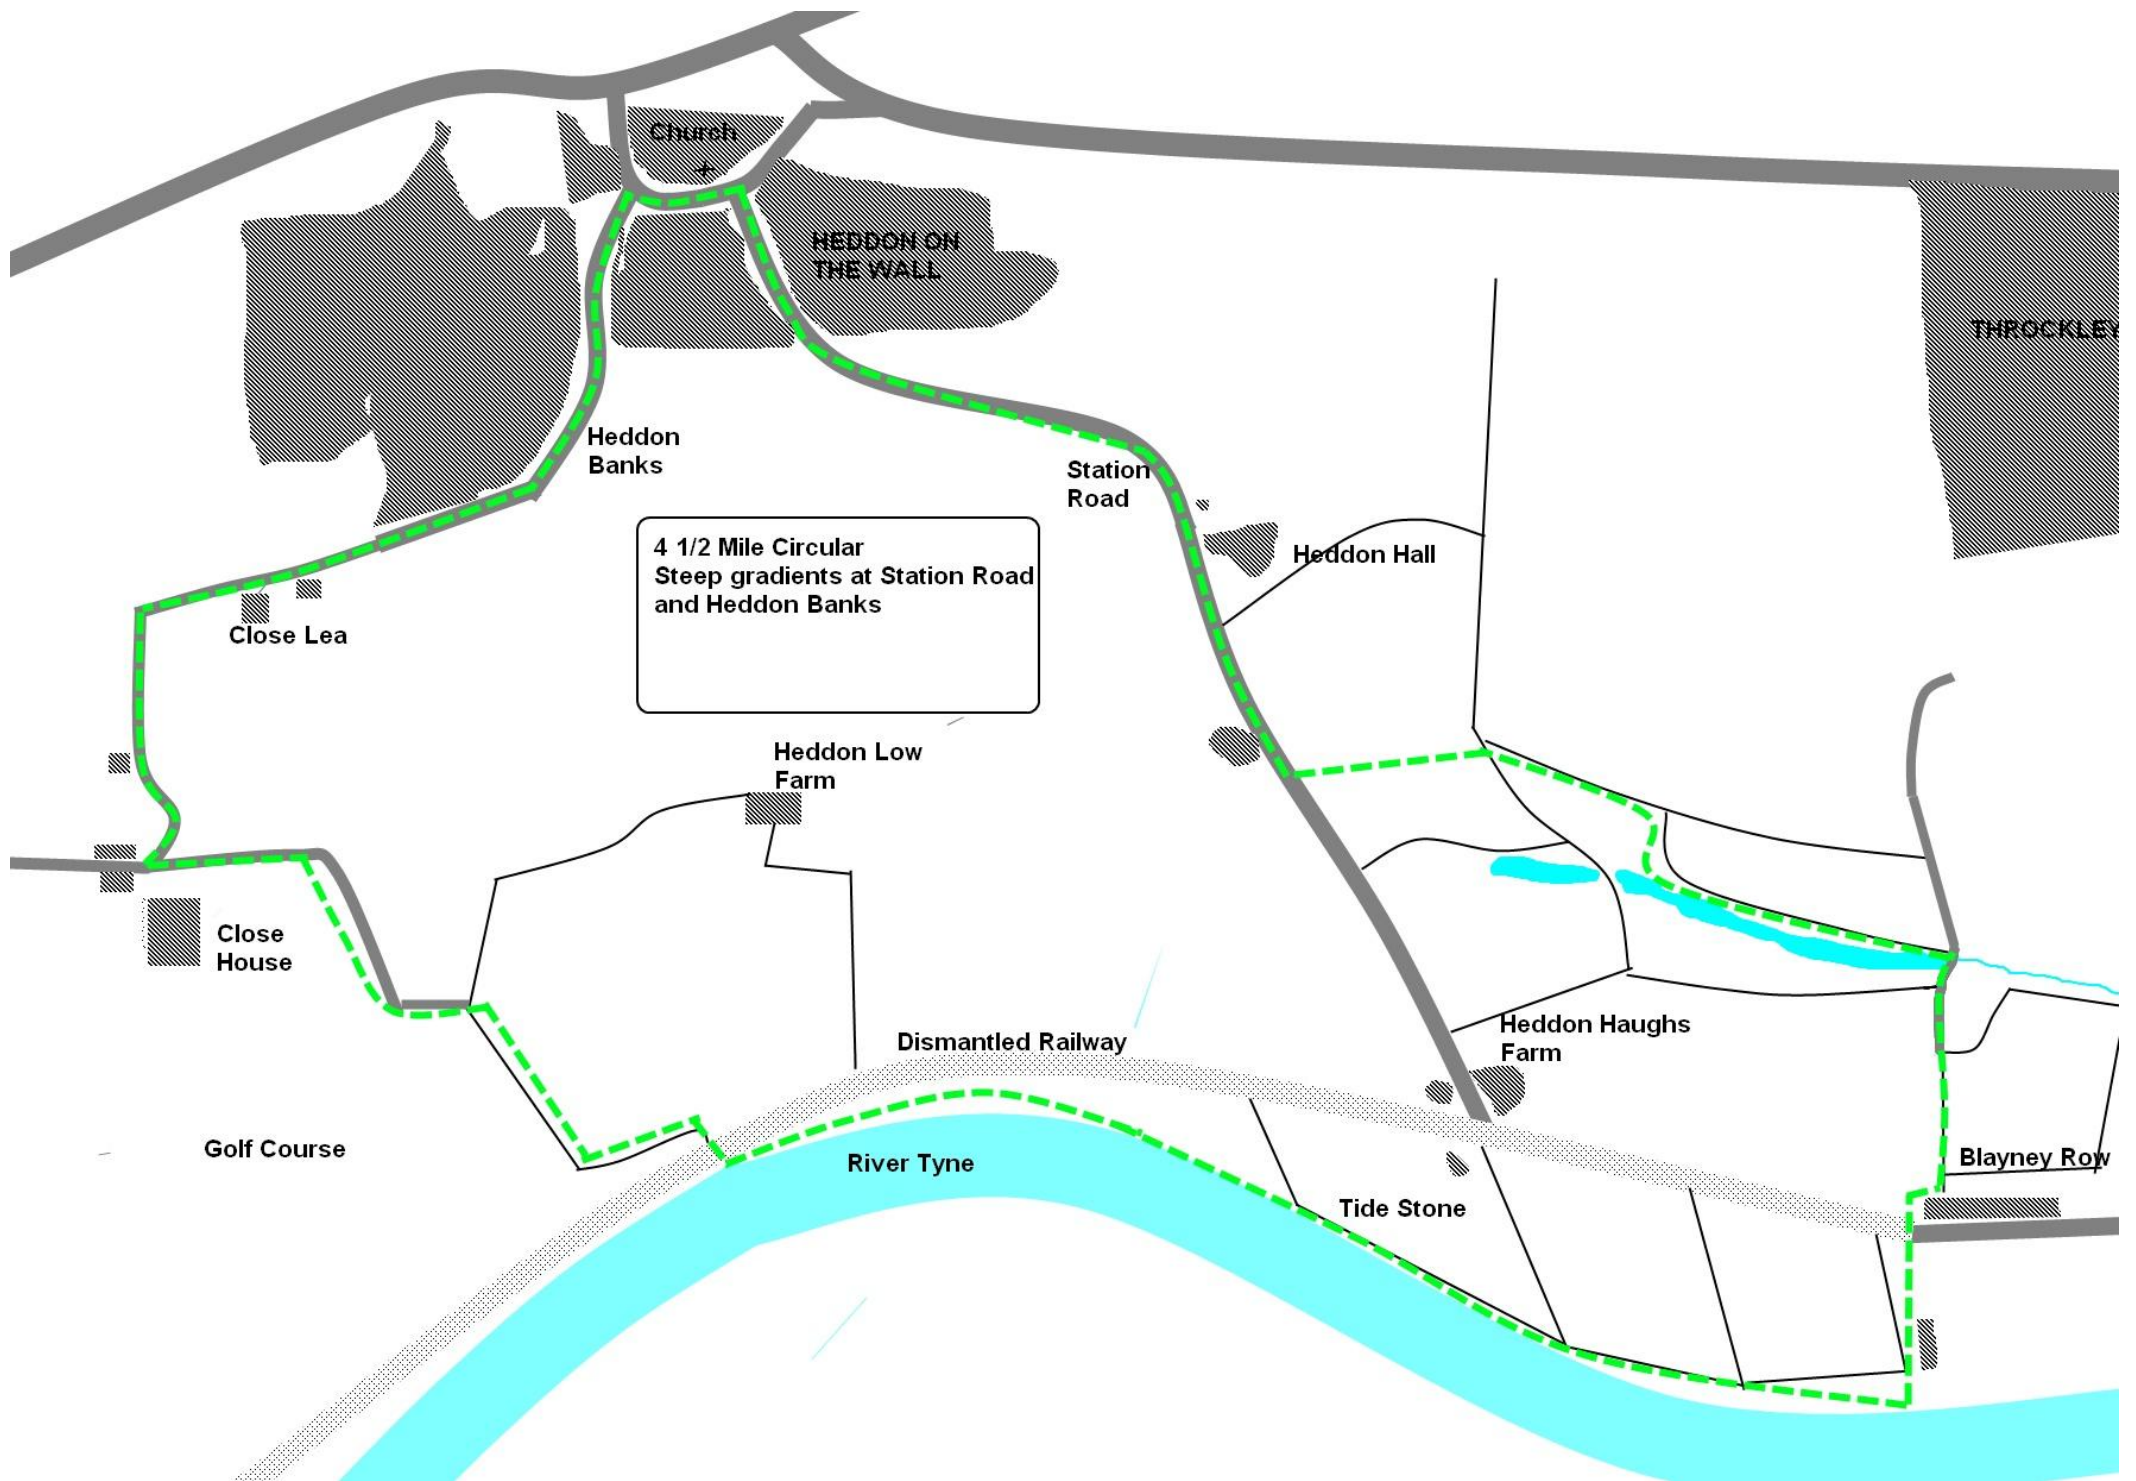 Church
HEDDON ON
THE WALL
THROCKLEY
Heddon
Banks
Station
Road
4 1/2 Mile Circular
Steep gradients at Station Road
and Heddon Banks
Heddon Hall
Close Lea
Heddon Low
Farm
Close
House
Heddon Haughs
Farm
Dismantled Railway
Golf Course
River Tyne
Blayney Row
Tide Stone